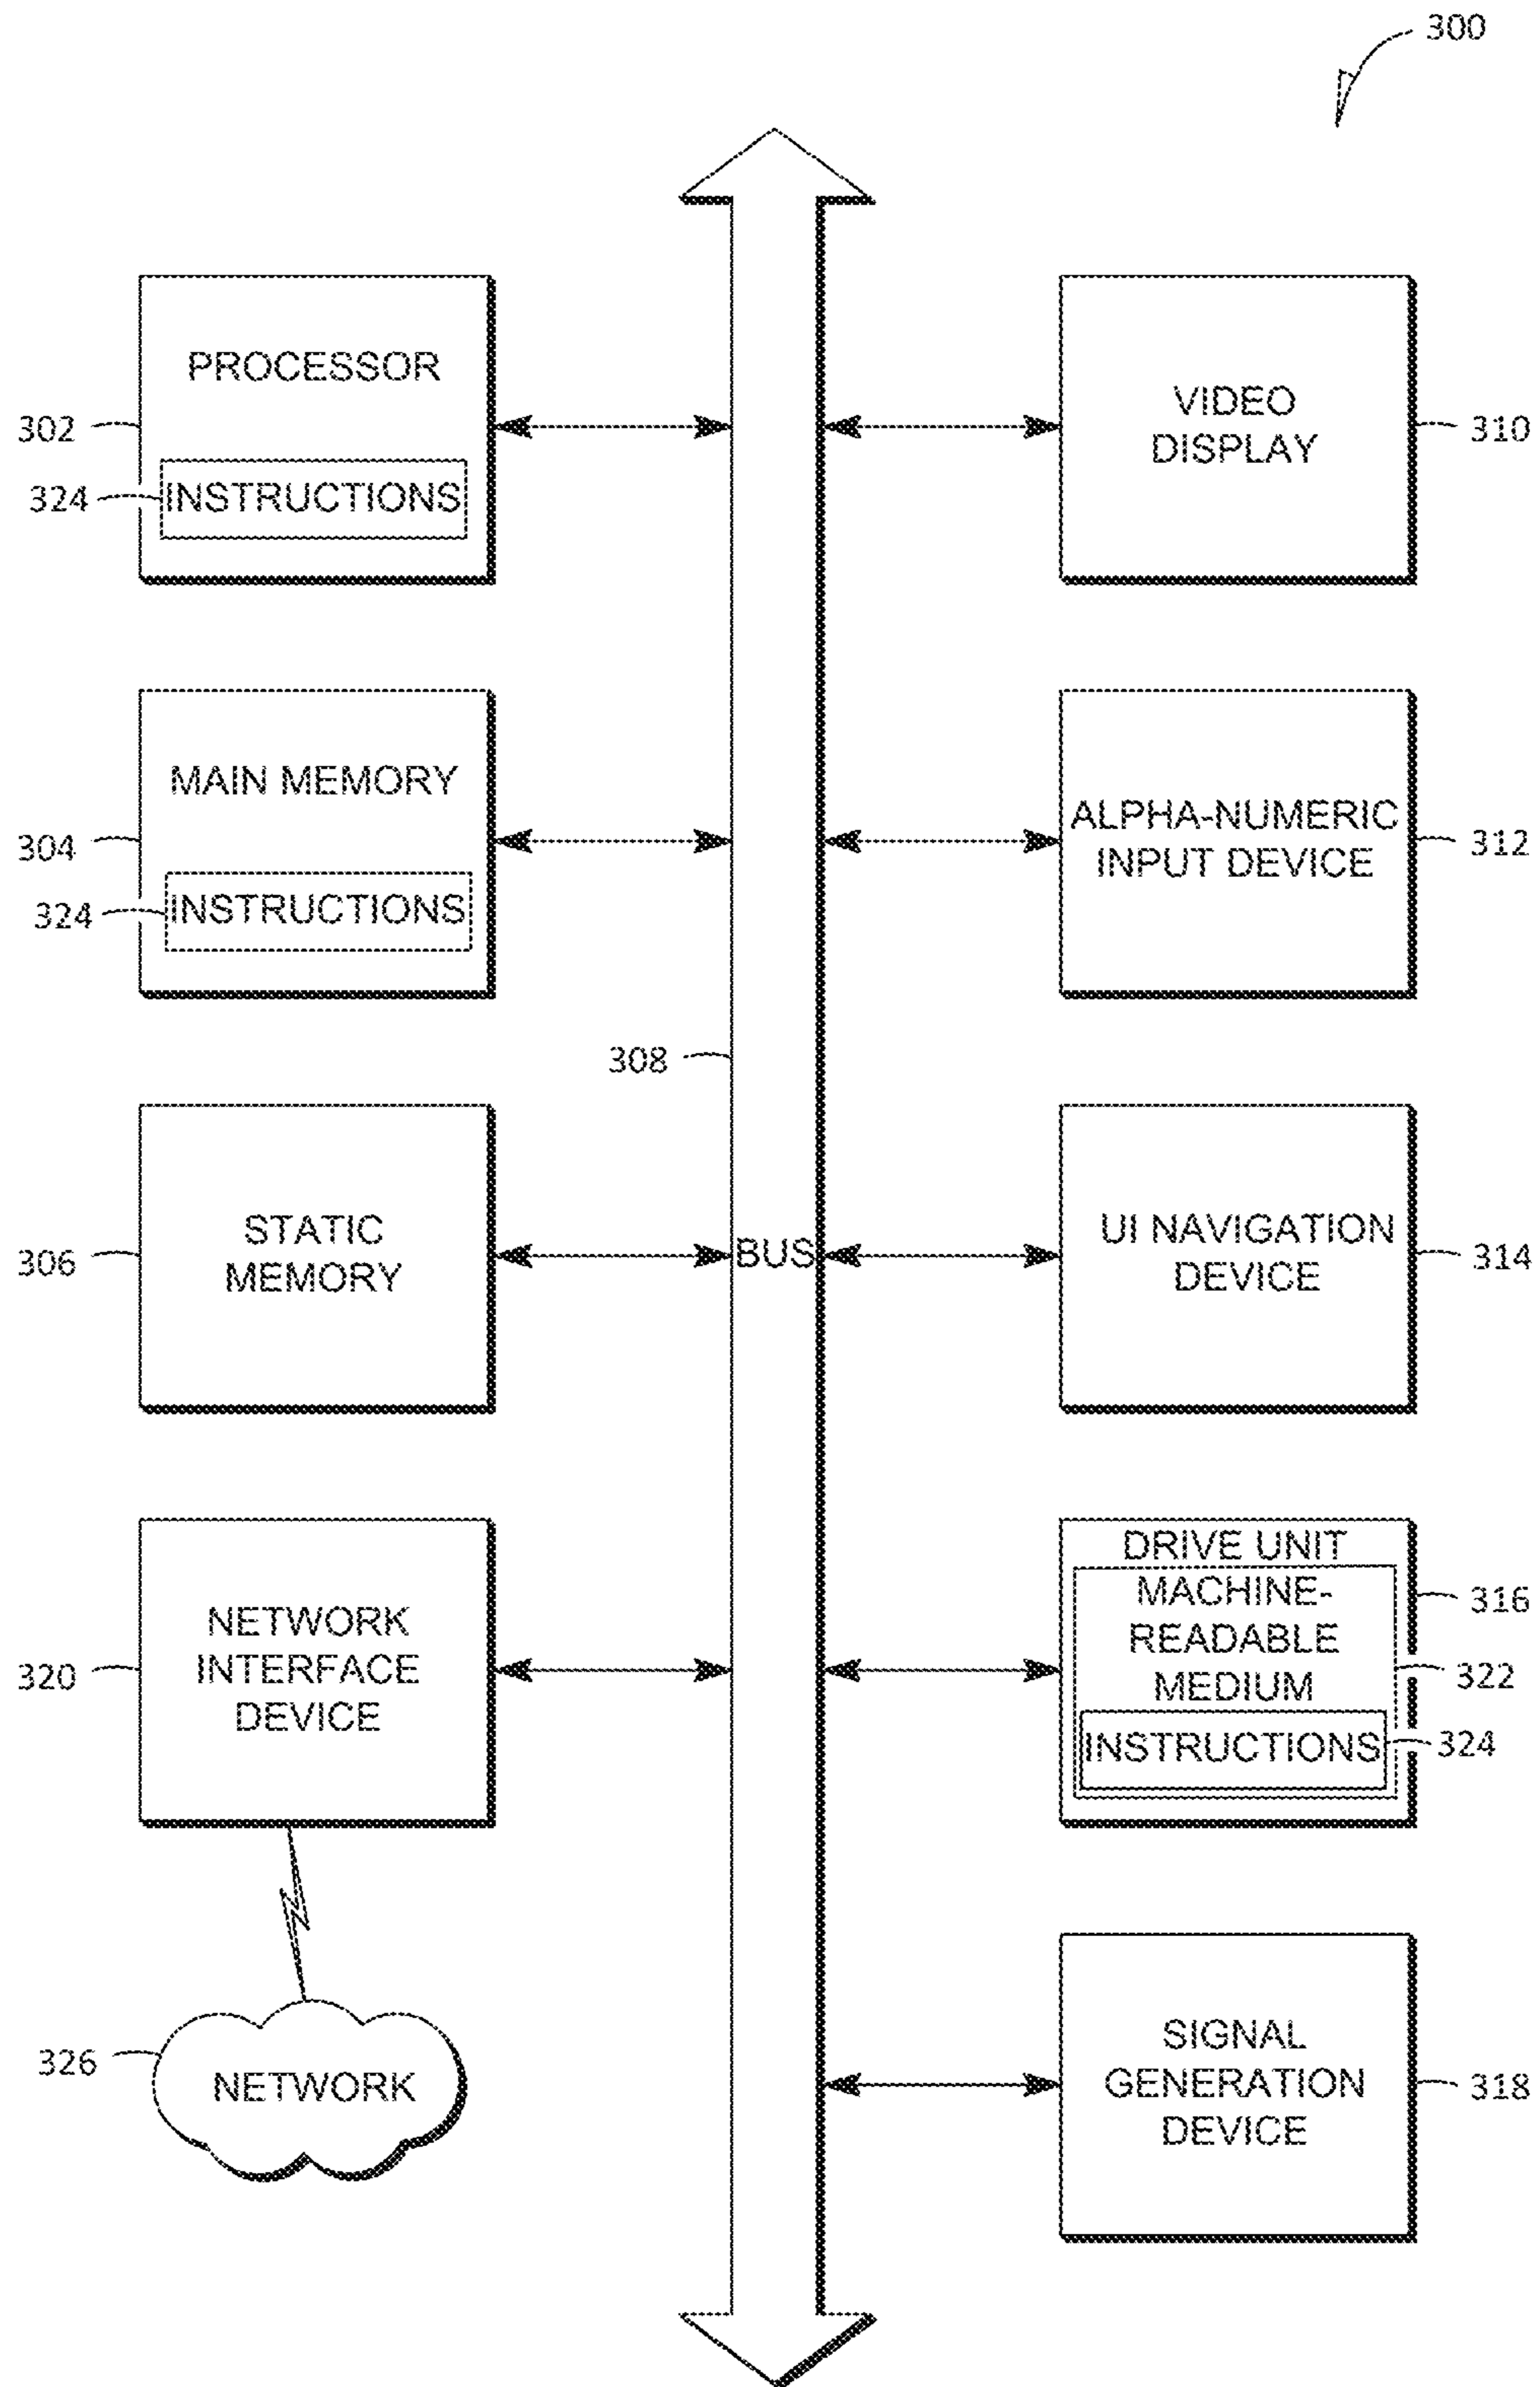 300
PROCESSOR
302
324
INSTRUCTIONS
VIDEO
DISPLAY
310
MAIN MEMORY
304
324
INSTRUCTIONS
ALPHA-NUMERIC
INPUT DEVICE
312
308
STATIC
MEMORY
306
BUS
UI NAVIGATION
DEVICE
314
NETWORK
INTERFACE
DEVICE
320
DRIVE UNIT
MACHINE-
READABLE
MEDIUM
316
322
INSTRUCTIONS
324
326
NETWORK
SIGNAL
GENERATION
DEVICE
318